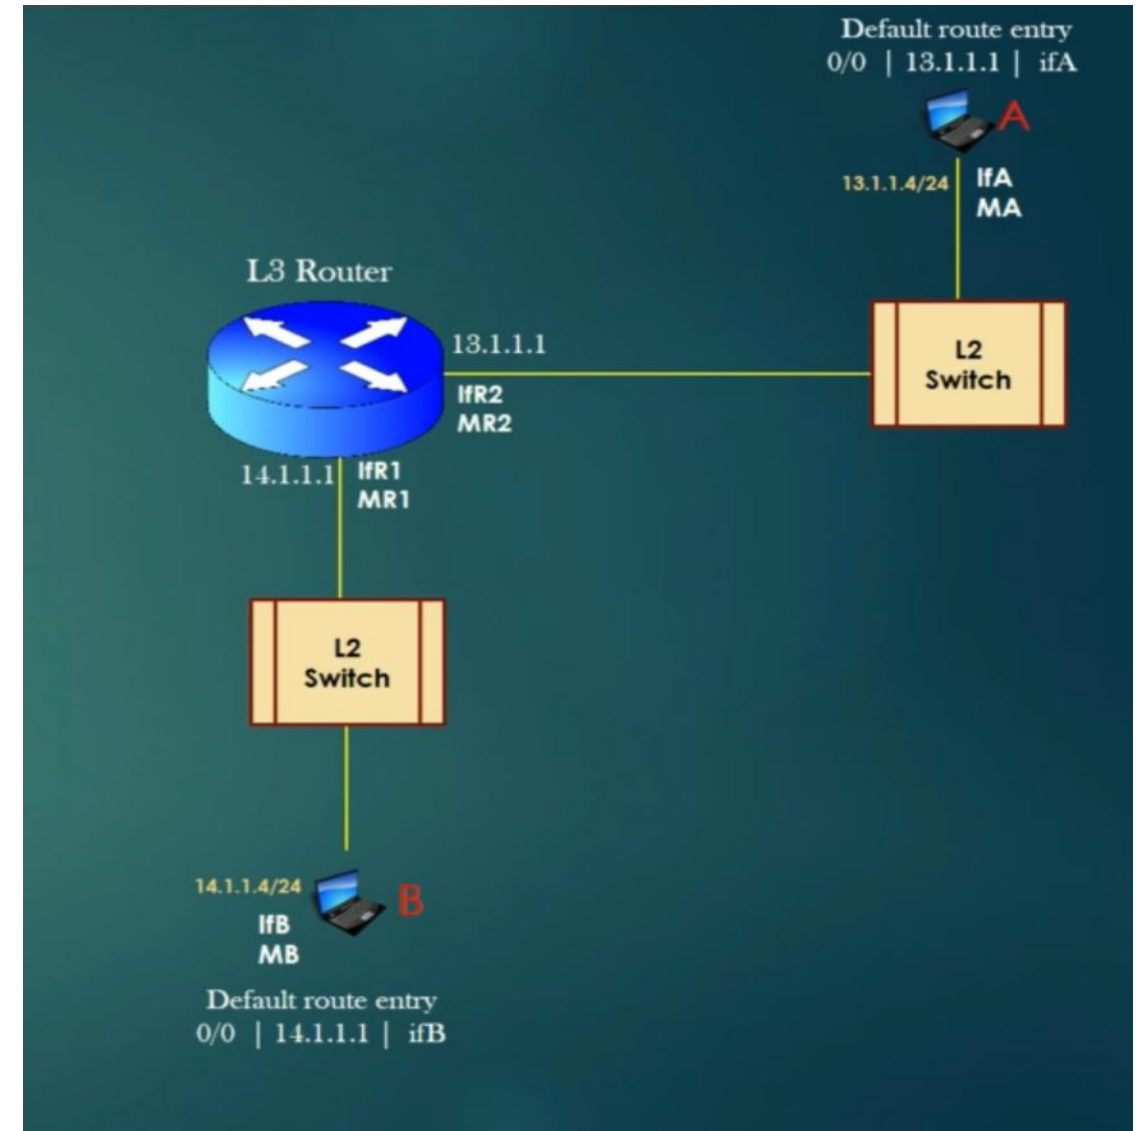 Default route entry
0/0 | 13.1.1.1 | ifA
A
13.1.1.4/24
IfA
MA
L3 Router
13.1.1.1
IfR2
MR2
L2
Switch
14.1.1.1
IfR1
MR1
L2
Switch
14.1.1.4/24
B
IfB
MB
Default route entry
0/0 | 14.1.1.1 | ifB